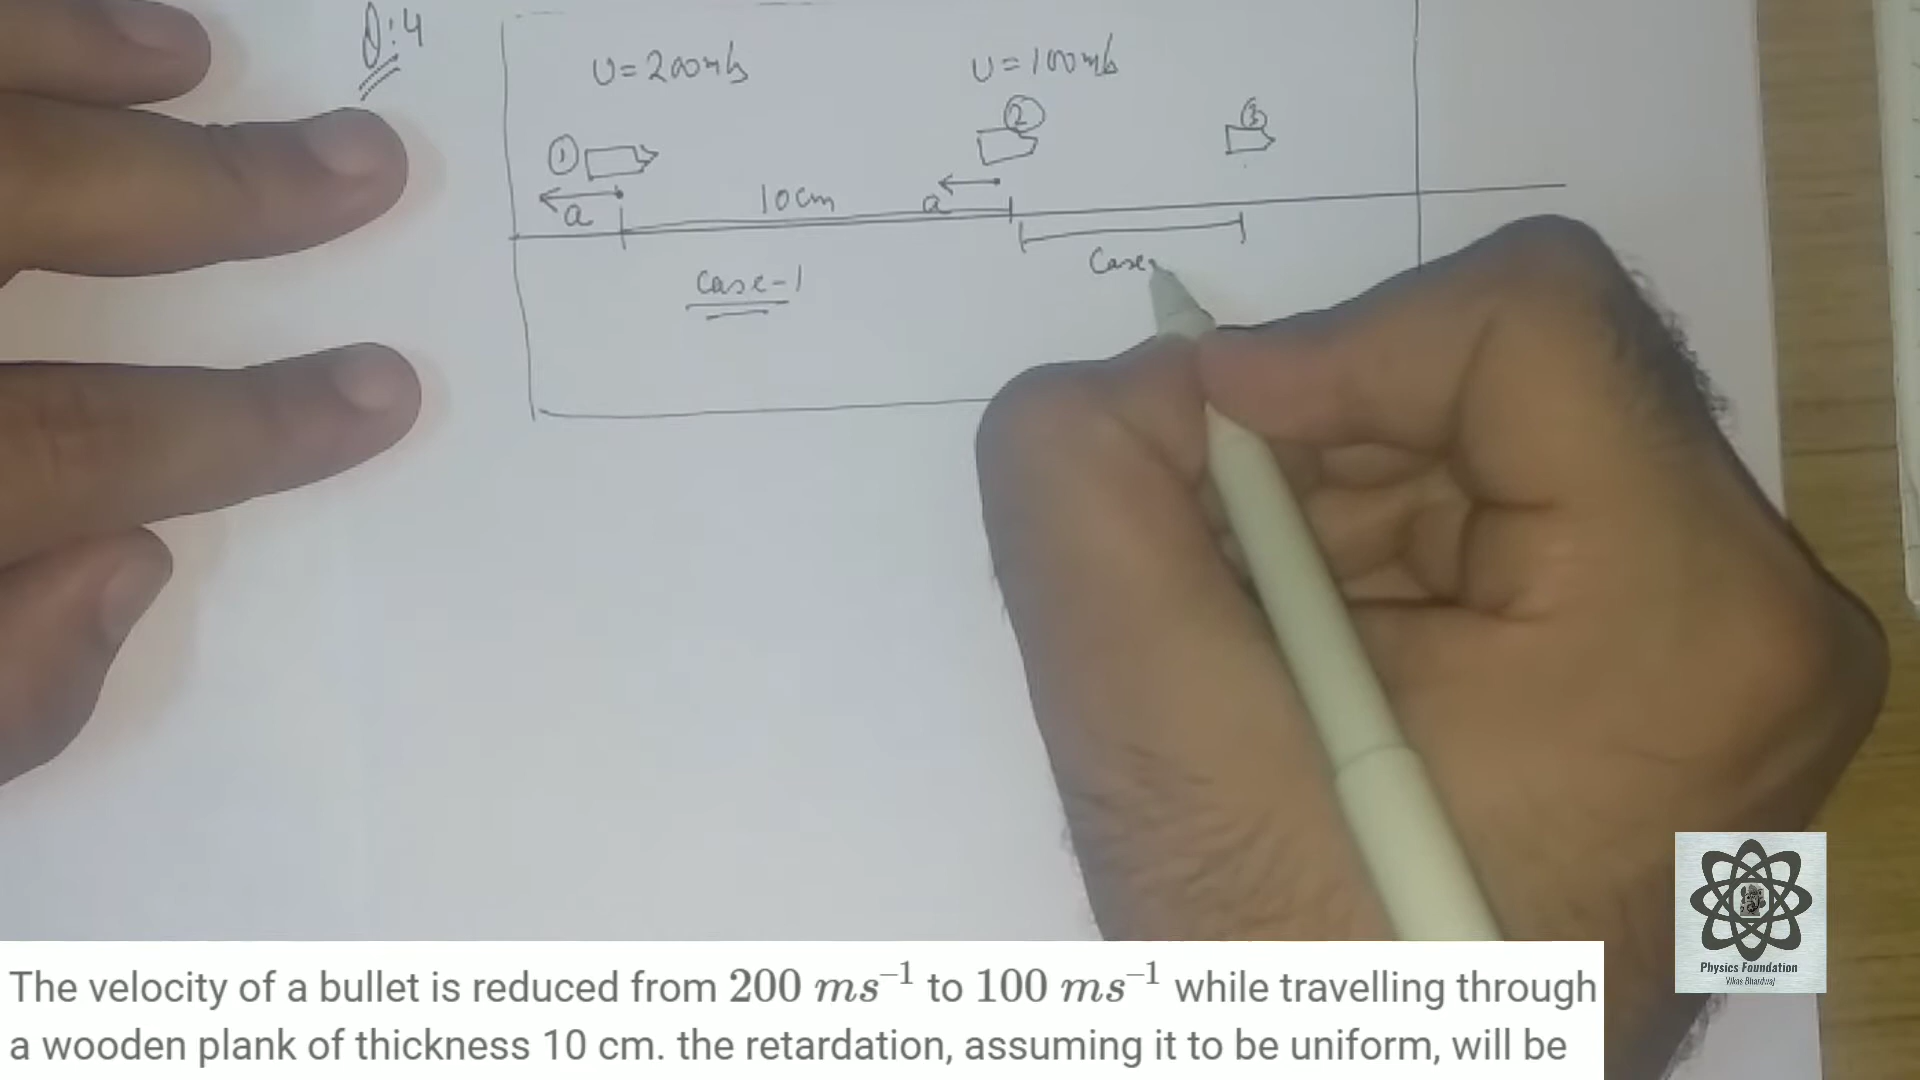 Q:4
U=200m/s
U=100m/s
1
2
3
a
10cm
a
Case-1
Case
The velocity of a bullet is reduced from 200 ms⁻¹ to 100 ms⁻¹ while travelling through
a wooden plank of thickness 10 cm. the retardation, assuming it to be uniform, will be
Physics Foundation
Vikas Bhardwaj